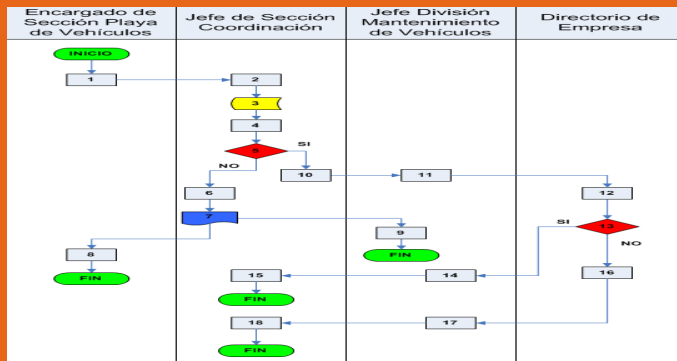 Encargado de
Sección Playa
de Vehículos
Jefe de Sección
Coordinación
Jefe División
Mantenimiento
de Vehículos
Directorio de
Empresa
INICIO
1
2
3
4
5
SI
NO
10
11
12
6
7
9
13
SI
NO
8
FIN
FIN
15
14
16
FIN
18
17
FIN